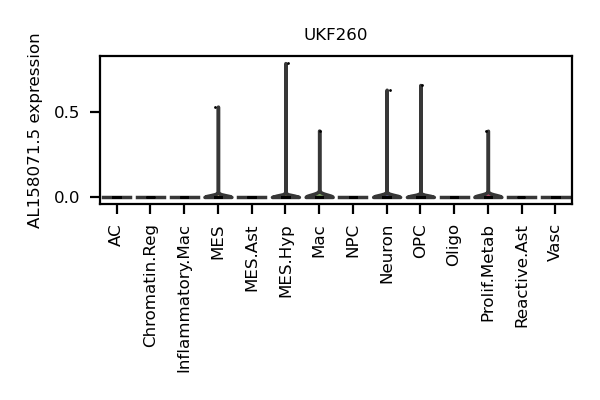 UKF260
AL158071.5 expression
0.5
0.0
AC
Chromatin.Reg
Inflammatory.Mac
MES
MES.Ast
MES.Hyp
Mac
NPC
Neuron
OPC
Oligo
Prolif.Metab
Reactive.Ast
Vasc